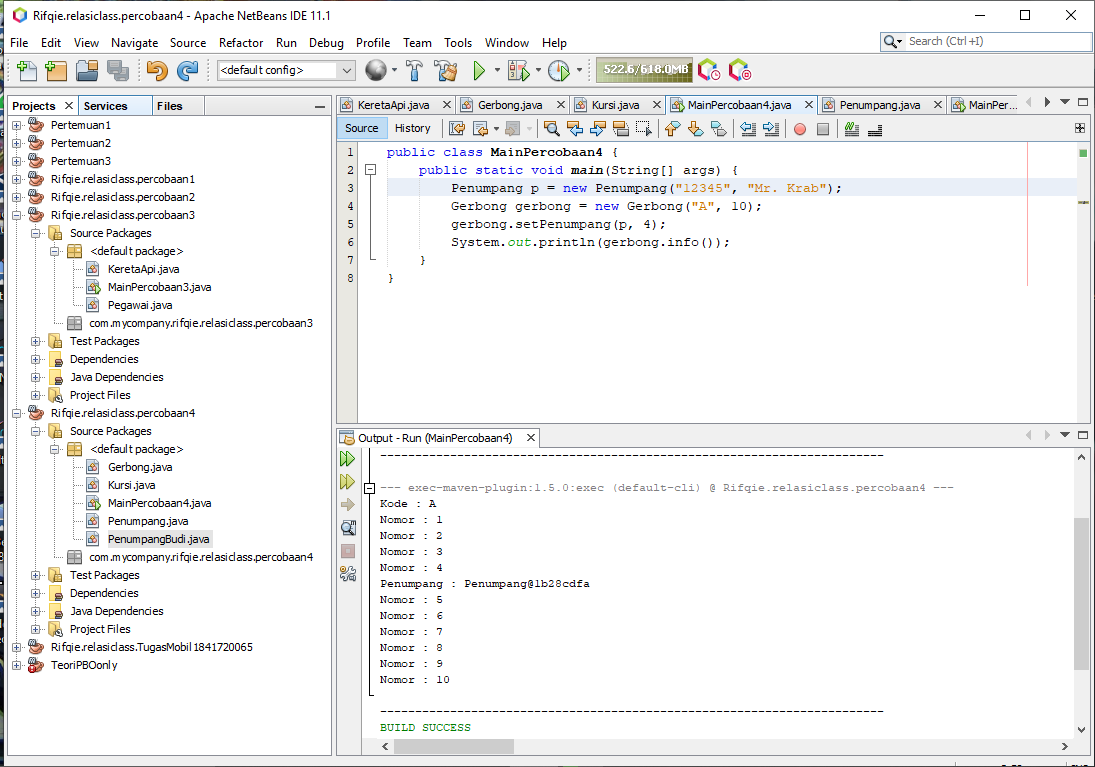 Rifqie.relasiclass.percobaan4 - Apache NetBeans IDE 11.1
File Edit View Navigate Source Refactor Run Debug Profile Team Tools Window Help
Search (Ctrl+I)
<default config>
522.6/618.0MB
Projects Services Files
Pertemuan1
Pertemuan2
Pertemuan3
Rifqie.relasiclass.percobaan1
Rifqie.relasiclass.percobaan2
Rifqie.relasiclass.percobaan3
Source Packages
<default package>
KeretaApi.java
MainPercobaan3.java
Pegawai.java
com.mycompany.rifqie.relasiclass.percobaan3
Test Packages
Dependencies
Java Dependencies
Project Files
Rifqie.relasiclass.percobaan4
Source Packages
<default package>
Gerbong.java
Kursi.java
MainPercobaan4.java
Penumpang.java
PenumpangBudi.java
com.mycompany.rifqie.relasiclass.percobaan4
Test Packages
Dependencies
Java Dependencies
Project Files
Rifqie.relasiclass.TugasMobil1841720065
TeoriPBOonly
KeretaApi.java Gerbong.java Kursi.java MainPercobaan4.java Penumpang.java MainPer...
Source History
1 public class MainPercobaan4 {
2 public static void main(String[] args) {
3 Penumpang p = new Penumpang("12345", "Mr. Krab");
4 Gerbong gerbong = new Gerbong("A", 10);
5 gerbong.setPenumpang(p, 4);
6 System.out.println(gerbong.info());
7 }
8 }
Output - Run (MainPercobaan4)
------------------------------------------------------------------------
--- exec-maven-plugin:1.5.0:exec (default-cli) @ Rifqie.relasiclass.percobaan4 ---
Kode : A
Nomor : 1
Nomor : 2
Nomor : 3
Nomor : 4
Penumpang : Penumpang@1b28cdfa
Nomor : 5
Nomor : 6
Nomor : 7
Nomor : 8
Nomor : 9
Nomor : 10
------------------------------------------------------------------------
BUILD SUCCESS